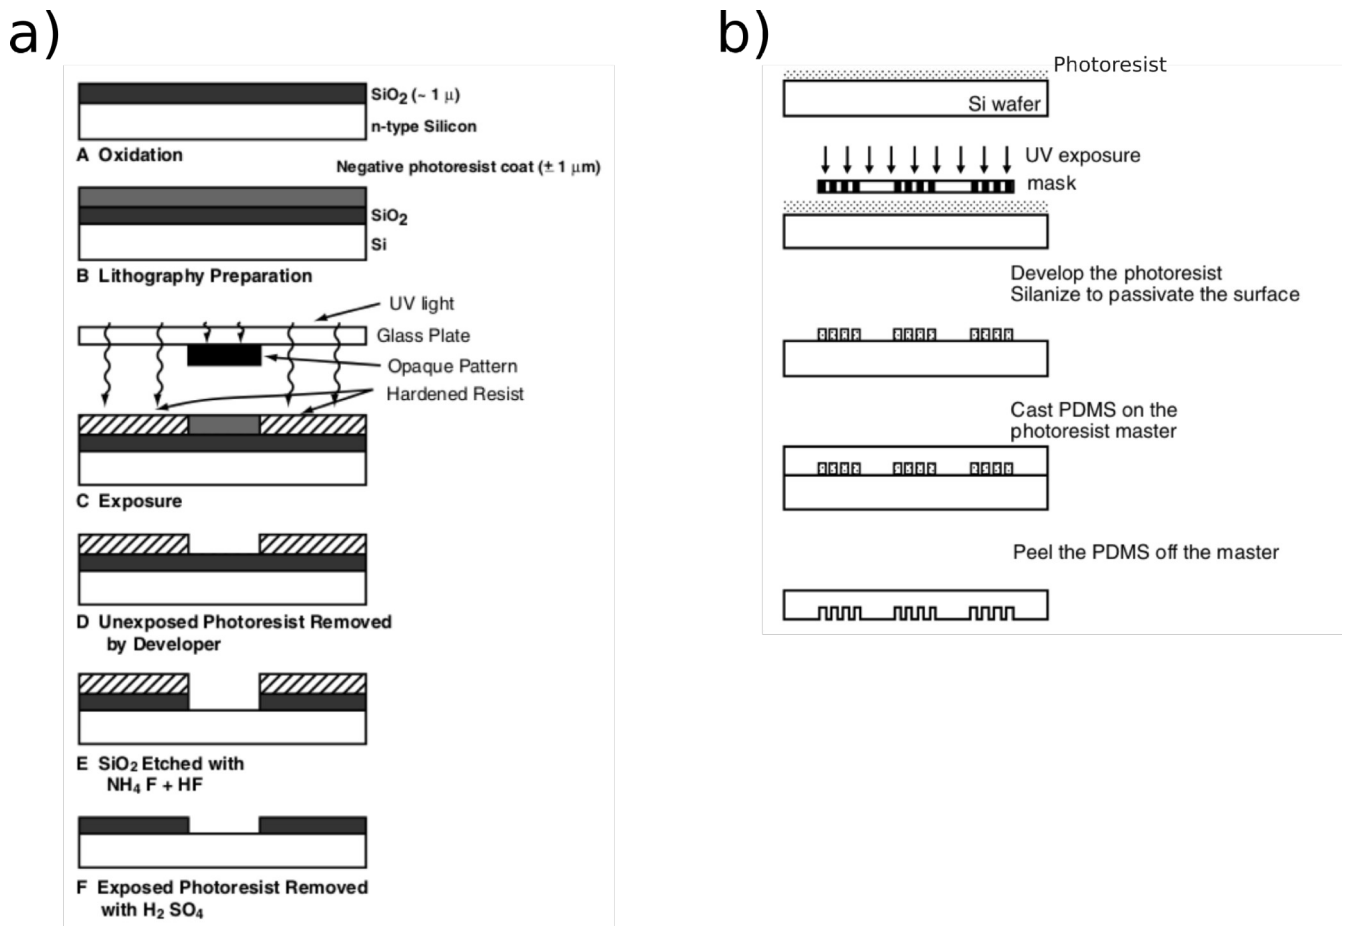 a)
SiO2 (~ 1 μ)
n-type Silicon
A Oxidation
Negative photoresist coat (± 1 μm)
SiO2
Si
B Lithography Preparation
UV light
Glass Plate
Opaque Pattern
Hardened Resist
C Exposure
D Unexposed Photoresist Removed
by Developer
E SiO2 Etched with
NH4 F + HF
F Exposed Photoresist Removed
with H2 SO4
b)
Photoresist
Si wafer
UV exposure
mask
Develop the photoresist
Silanize to passivate the surface
Cast PDMS on the
photoresist master
Peel the PDMS off the master